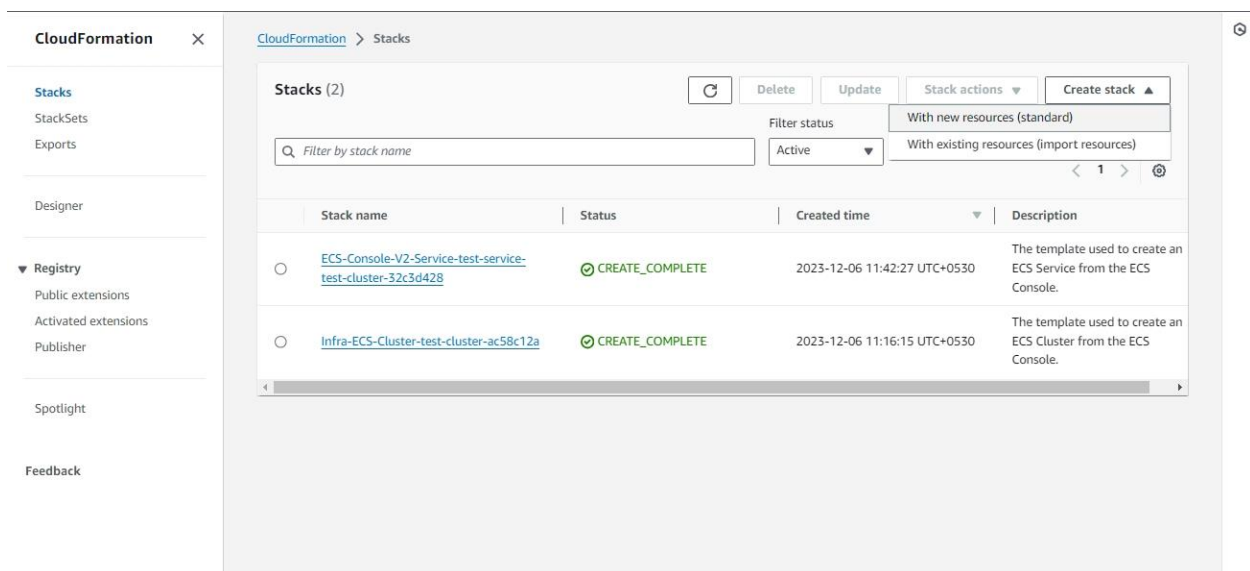 CloudFormation
Stacks
StackSets
Exports
Designer
Registry
Public extensions
Activated extensions
Publisher
Spotlight
Feedback
CloudFormation > Stacks
Stacks (2)
Delete
Update
Stack actions
Create stack
With new resources (standard)
With existing resources (import resources)
Filter by stack name
Filter status
Active
< 1 >
Stack name Status Created time Description
ECS-Console-V2-Service-test-service-
test-cluster-32c3d428
CREATE_COMPLETE
2023-12-06 11:42:27 UTC+0530
The template used to create an
ECS Service from the ECS
Console.
Infra-ECS-Cluster-test-cluster-ac58c12a
CREATE_COMPLETE
2023-12-06 11:16:15 UTC+0530
The template used to create an
ECS Cluster from the ECS
Console.